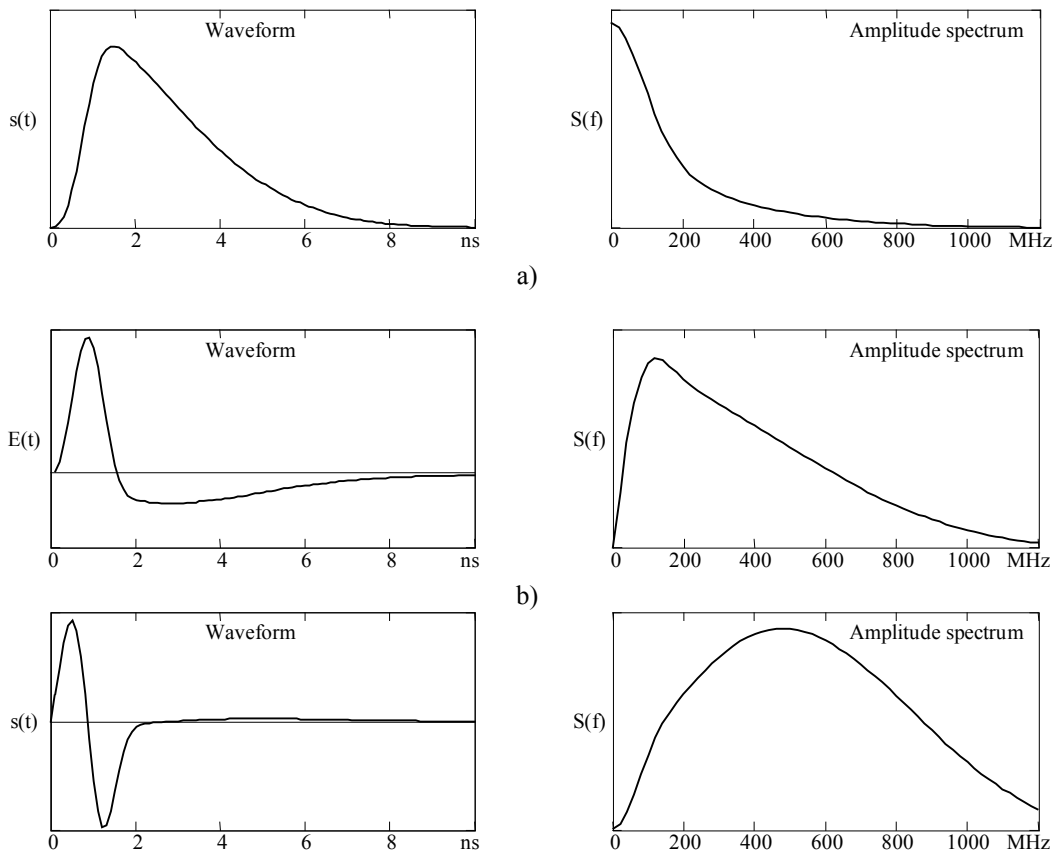 Waveform
Amplitude spectrum
s(t)
S(f)
0 2 4 6 8 ns
0 200 400 600 800 1000 MHz
a)
Waveform
Amplitude spectrum
E(t)
S(f)
0 2 4 6 8 ns
0 200 400 600 800 1000 MHz
b)
Waveform
Amplitude spectrum
s(t)
S(f)
0 2 4 6 8 ns
0 200 400 600 800 1000 MHz